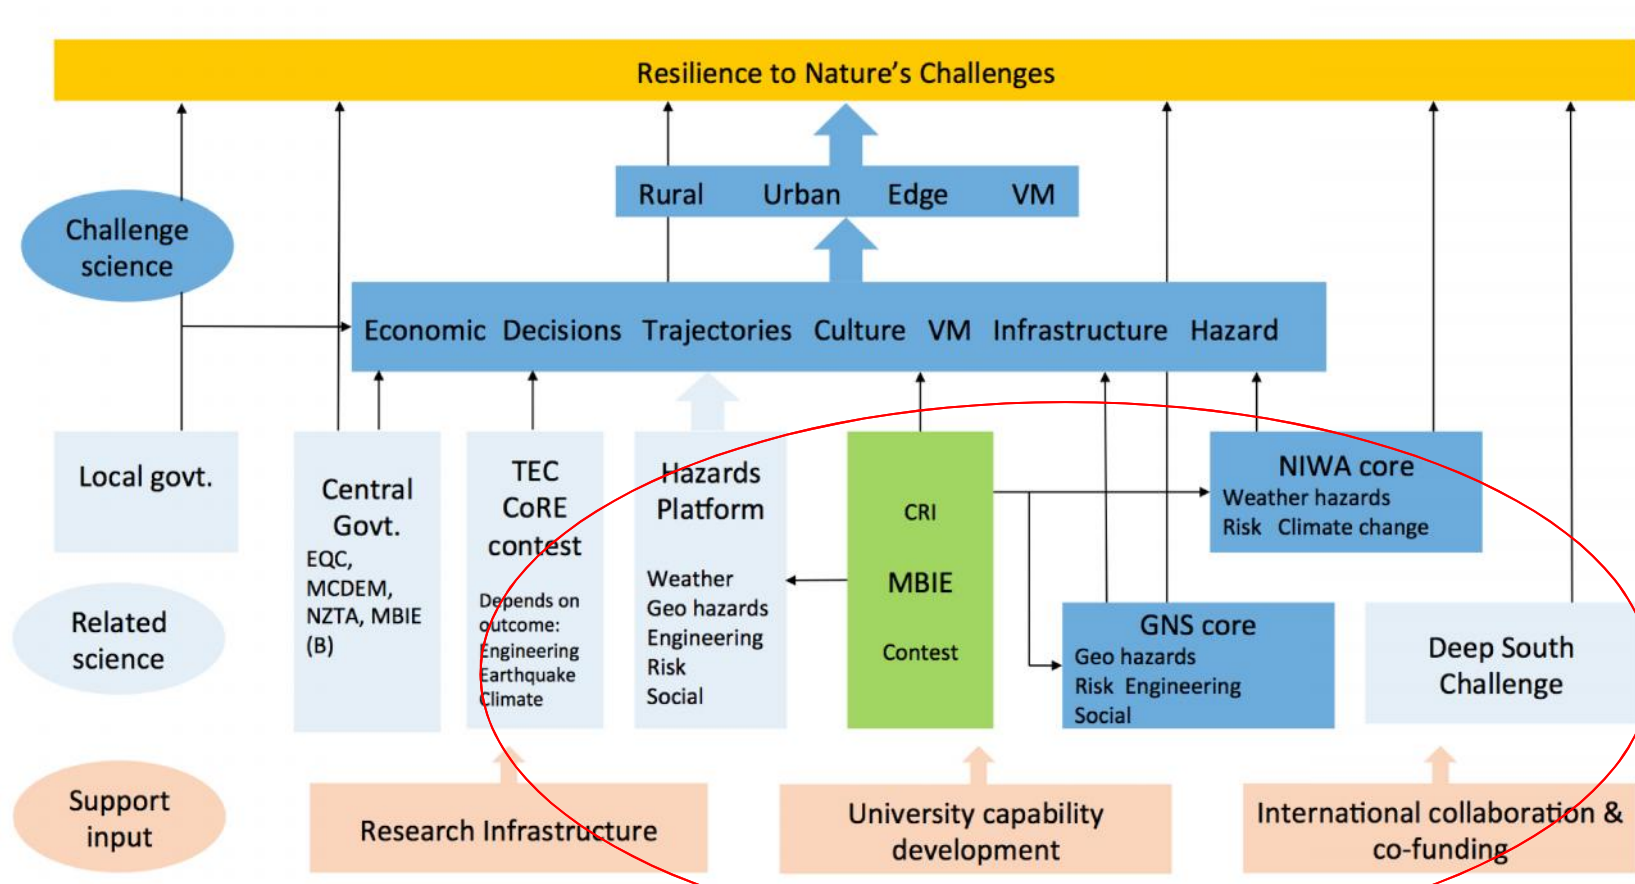 Resilience to Nature's Challenges
Rural Urban Edge VM
Challenge
science
Economic Decisions Trajectories Culture VM Infrastructure Hazard
Local govt.
Central
Govt.
EQC,
MCDEM,
NZTA, MBIE
(B)
TEC
CoRE
contest
Depends on
outcome:
Engineering
Earthquake
Climate
Hazards
Platform
Weather
Geo hazards
Engineering
Risk
Social
CRI
MBIE
Contest
NIWA core
Weather hazards
Risk Climate change
GNS core
Geo hazards
Risk Engineering
Social
Deep South
Challenge
Related
science
Support
input
Research Infrastructure
University capability
development
International collaboration &
co-funding